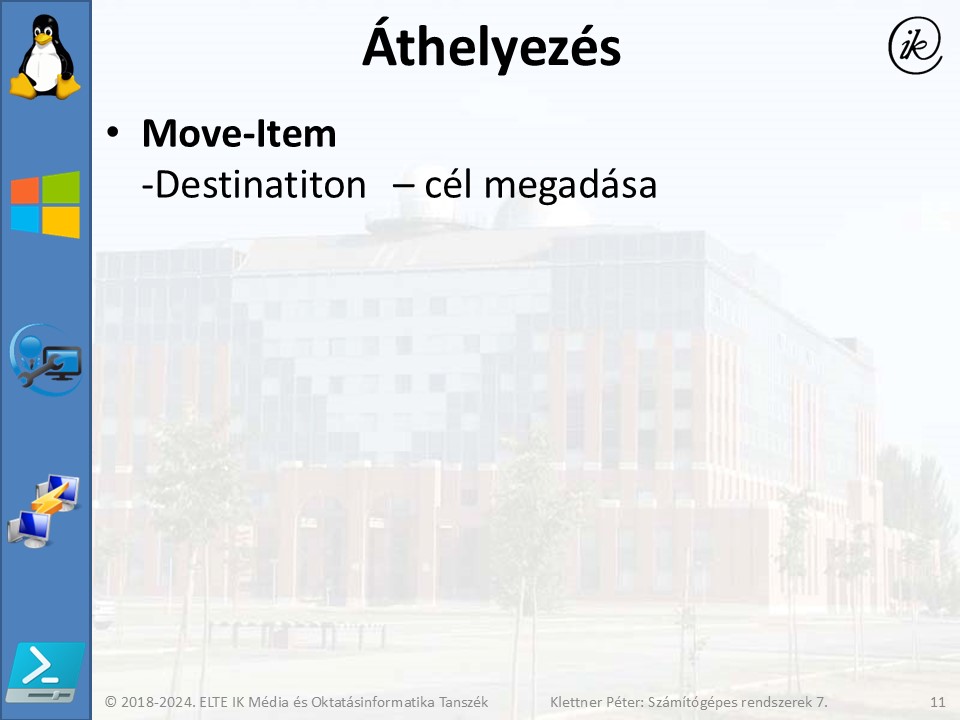 Áthelyezés
ik
• Move-Item
-Destinatiton – cél megadása
© 2018-2024. ELTE IK Média és Oktatásinformatika Tanszék Klettner Péter: Számítógépes rendszerek 7. 11